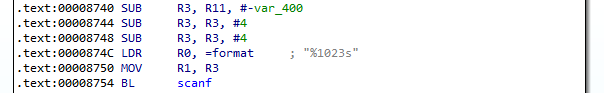 .text:00008740 SUB R3, R11, #-var_400
.text:00008744 SUB R3, R3, #4
.text:00008748 SUB R3, R3, #4
.text:0000874C LDR R0, =format ; "%1023s"
.text:00008750 MOV R1, R3
.text:00008754 BL scanf